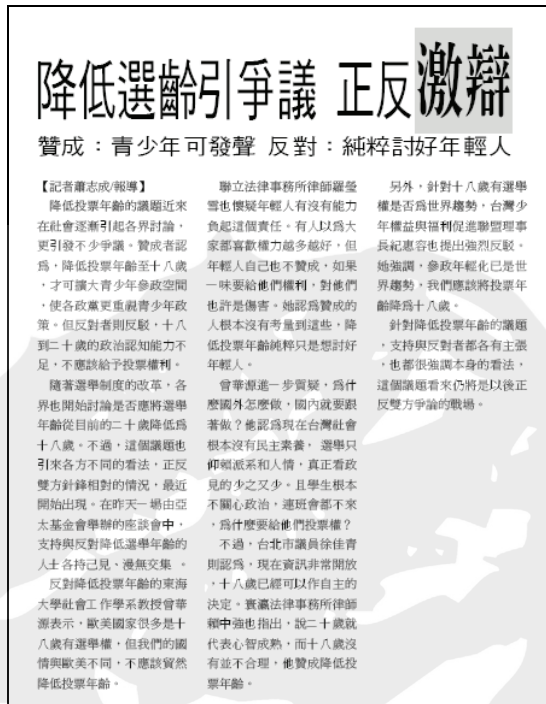 降低選齡引爭議 正反激辯
贊成：青少年可發聲 反對：純粹討好年輕人
【記者蕭志成/報導】
降低投票年齡的議題近來
在社會逐漸引起各界討論，
更引發不少爭議。贊成者認
為，降低投票年齡至十八歲
，才可擴大青少年參政空間
，使各政黨更重視青少年政
策。但反對者則反駁，十八
到二十歲的政治認知能力不
足，不應該給予投票權利。
隨著選舉制度的改革，各
界也開始討論是否應將選舉
年齡從目前的二十歲降低為
十八歲。不過，這個議題也
引來各方不同的看法，正反
雙方針鋒相對的情況，最近
開始出現。在昨天一場由亞
太基金會舉辦的座談會中，
支持與反對降低選舉年齡的
人士各持己見、漫無交集 。
反對降低投票年齡的東海
大學社會工作學系教授曾華
源表示，歐美國家很多是十
八歲有選舉權，但我們的國
情與歐美不同，不應該貿然
降低投票年齡。
聯立法律事務所律師羅瑩
雪也懷疑年輕人有沒有能力
負起這個責任。有人以為大
家都喜歡權力越多越好，但
年輕人自己也不贊成，如果
一味要給他們權利，對他們
也許是傷害。她認為贊成的
人根本沒有考量到這些，降
低投票年齡純粹只是想討好
年輕人。
曾華源進一步質疑，為什
麼國外怎麼做，國內就要跟
著做？他認為現在台灣社會
根本沒有民主素養， 選舉只
仰賴派系和人情，真正看政
見的少之又少。且學生根本
不關心政治，連班會都不來
，為什麼要給他們投票權？
不過，台北市議員徐佳青
則認為，現在資訊非常開放
，十八歲已經可以作自主的
決定。寰瀛法律事務所律師
賴中強也指出，說二十歲就
代表心智成熟，而十八歲沒
有並不合理，他贊成降低投
票年齡。
另外，針對十八歲有選舉
權是否為世界趨勢，台灣少
年權益與福利促進聯盟理事
長紀惠容也提出強烈反駁。
她強調，參政年輕化已是世
界趨勢，我們應該將投票年
齡降為十八歲。
針對降低投票年齡的議題
，支持與反對者都各有主張
，也都很強調本身的看法，
這個議題看來仍將是以後正
反雙方爭論的戰場。